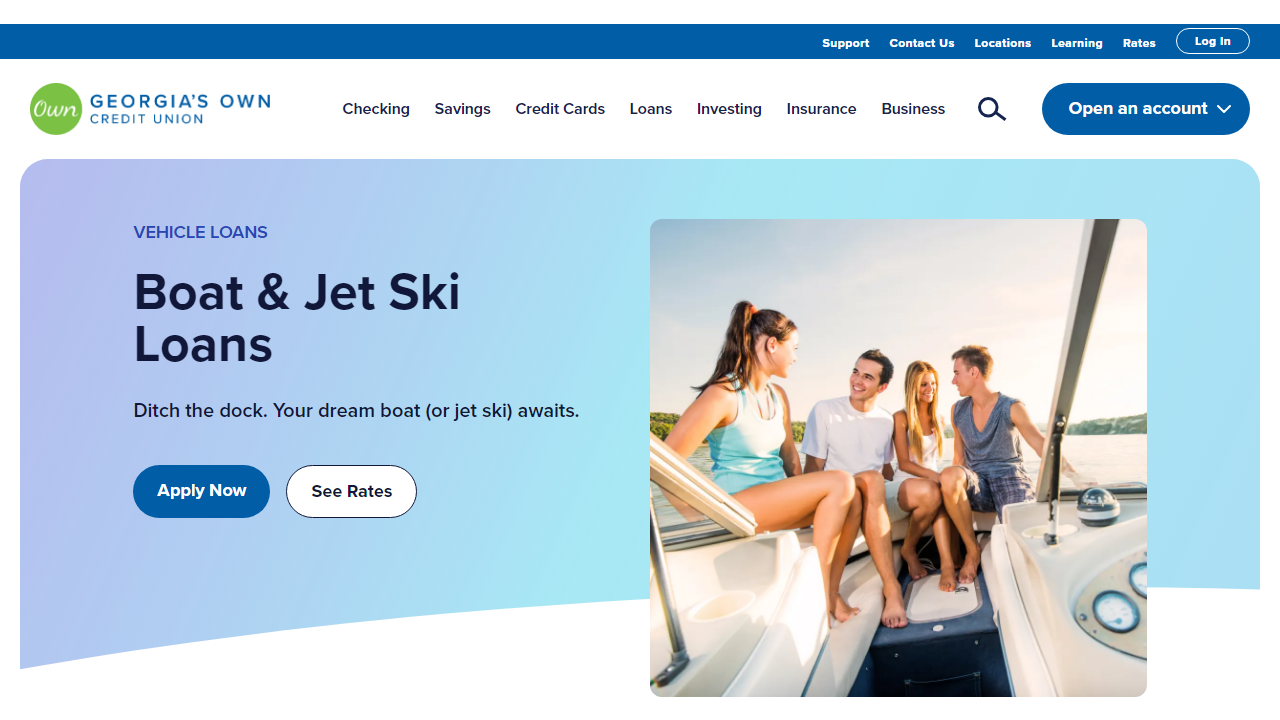 Support Contact Us Locations Learning Rates Log In
Own GEORGIA'S OWN
CREDIT UNION
Checking Savings Credit Cards Loans Investing Insurance Business Open an account
VEHICLE LOANS
Boat & Jet Ski
Loans
Ditch the dock. Your dream boat (or jet ski) awaits.
Apply Now See Rates